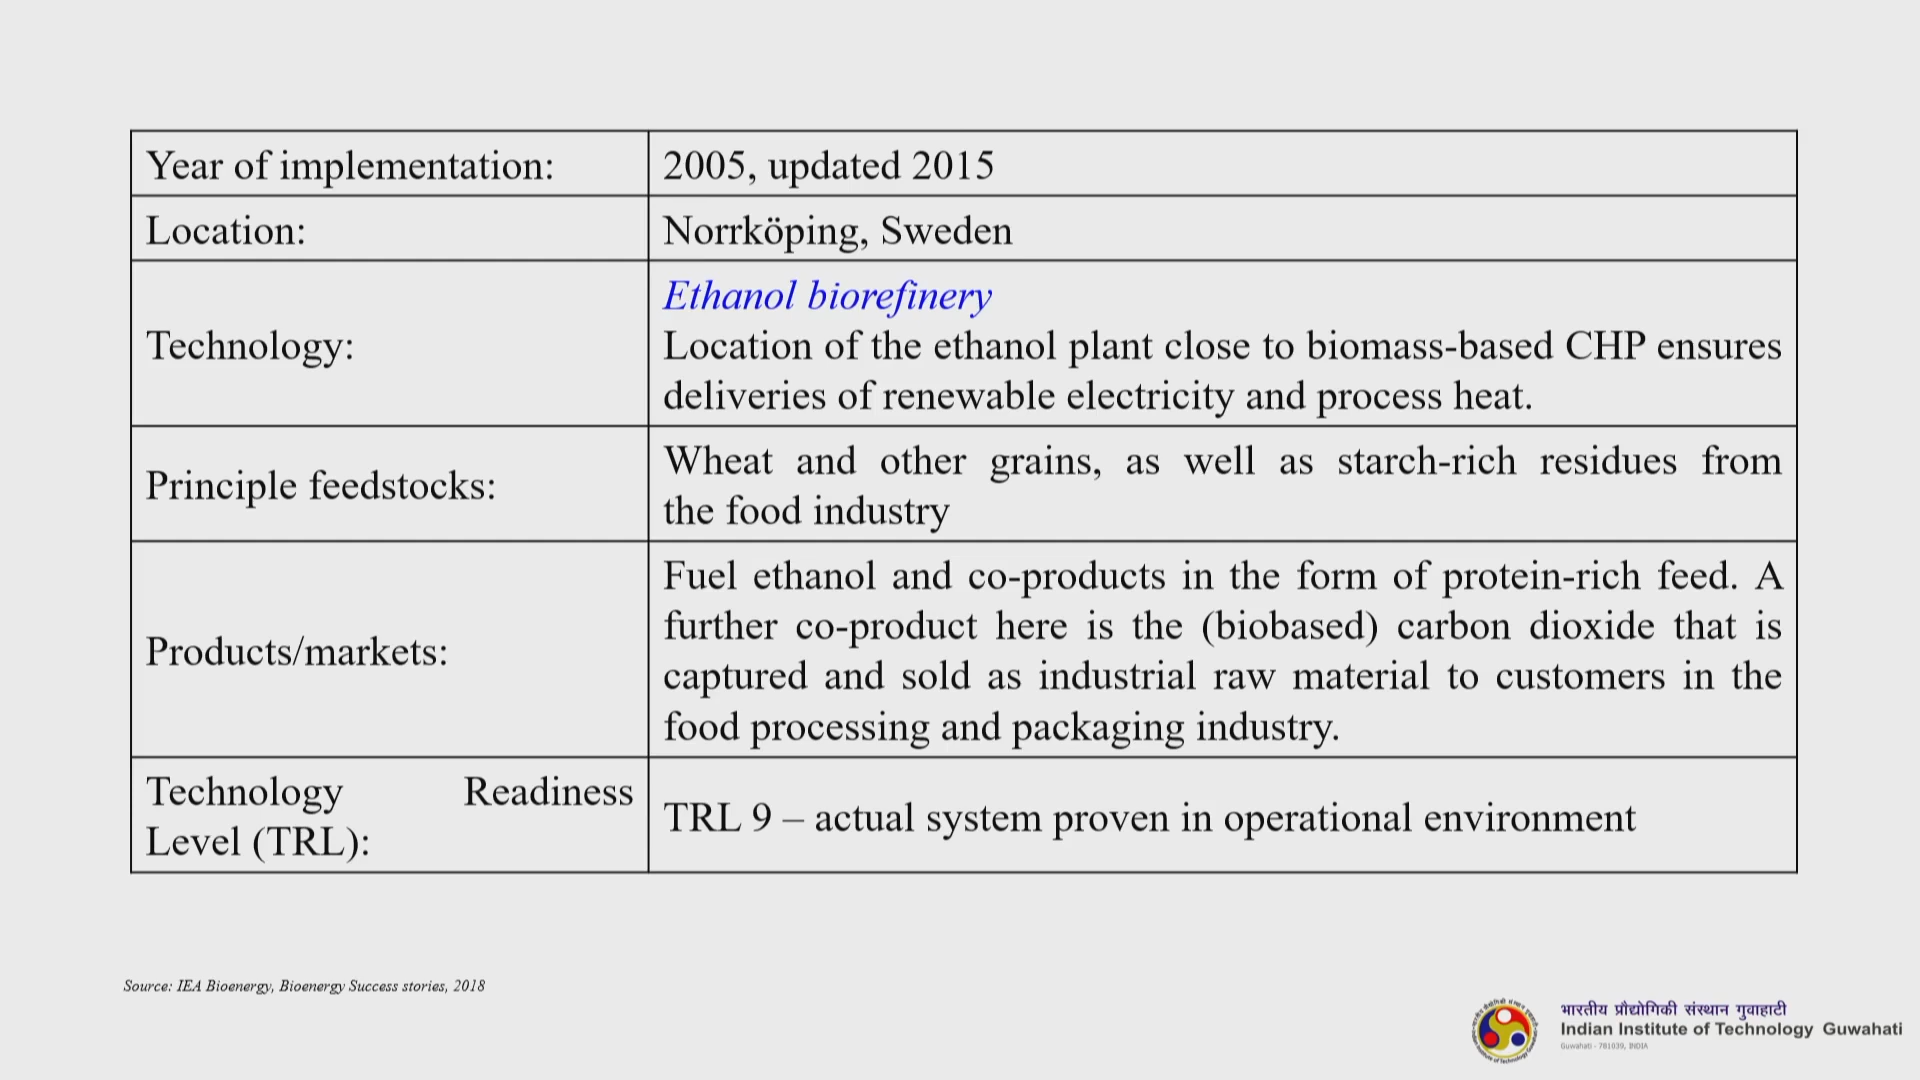 Year of implementation:
2005, updated 2015
Location:
Norrköping, Sweden
Technology:
Ethanol biorefinery
Location of the ethanol plant close to biomass-based CHP ensures
deliveries of renewable electricity and process heat.
Principle feedstocks:
Wheat and other grains, as well as starch-rich residues from
the food industry
Products/markets:
Fuel ethanol and co-products in the form of protein-rich feed. A
further co-product here is the (biobased) carbon dioxide that is
captured and sold as industrial raw material to customers in the
food processing and packaging industry.
Technology Readiness
Level (TRL):
TRL 9 – actual system proven in operational environment
Source: IEA Bioenergy, Bioenergy Success stories, 2018
भारतीय प्रौद्योगिकी संस्थान गुवाहाटी
Indian Institute of Technology Guwahati
Guwahati - 781039, INDIA